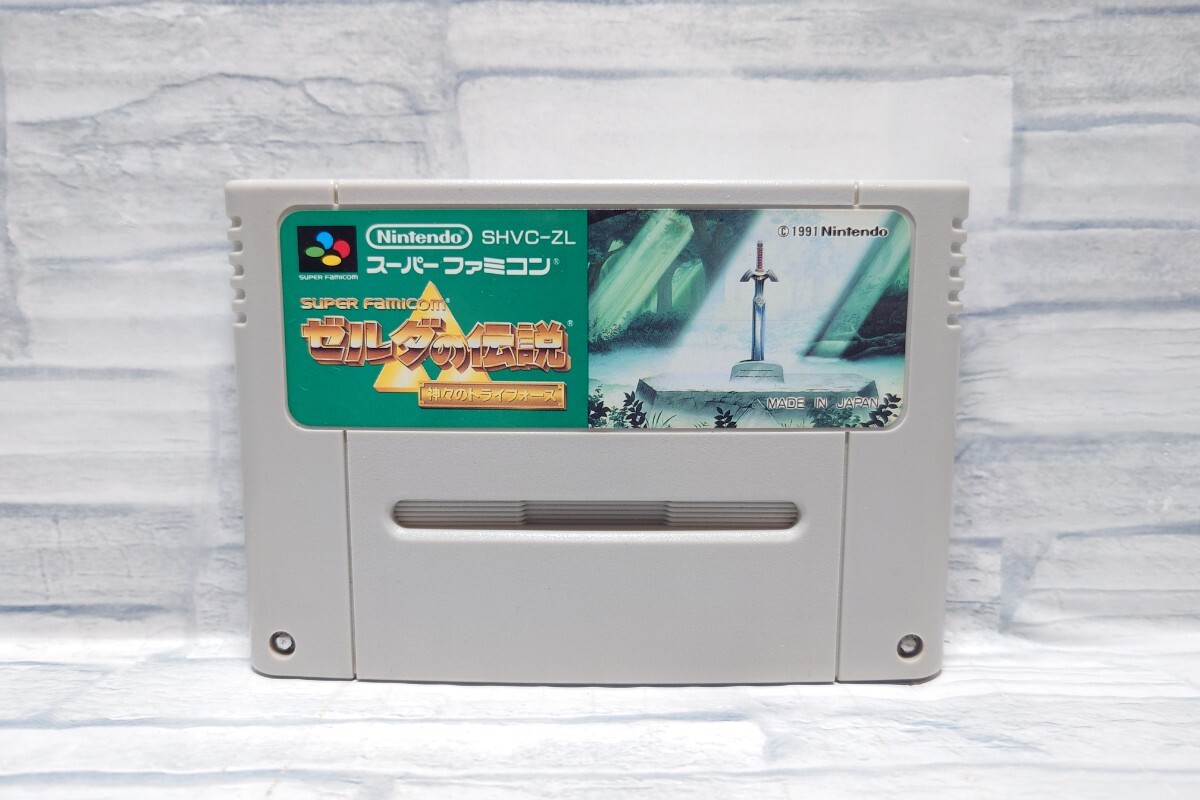 SUPER FAMICOM
Nintendo SHVC-ZL
スーパーファミコン®
SUPER FAMICOM®
ゼルダの伝説®
神々のトライフォース
©1991 Nintendo
MADE IN JAPAN